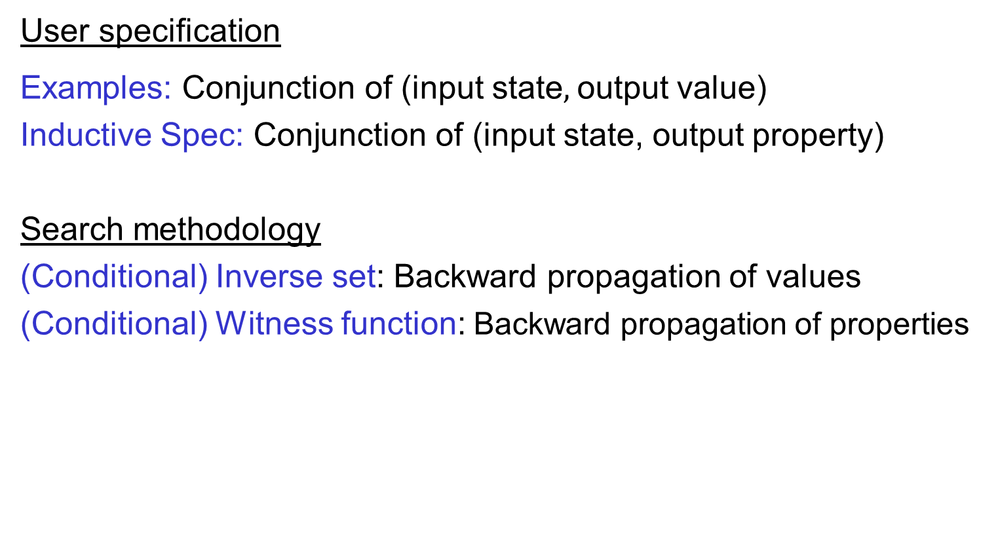 User specification
Examples: Conjunction of (input state, output value)
Inductive Spec: Conjunction of (input state, output property)
Search methodology
(Conditional) Inverse set: Backward propagation of values
(Conditional) Witness function: Backward propagation of properties